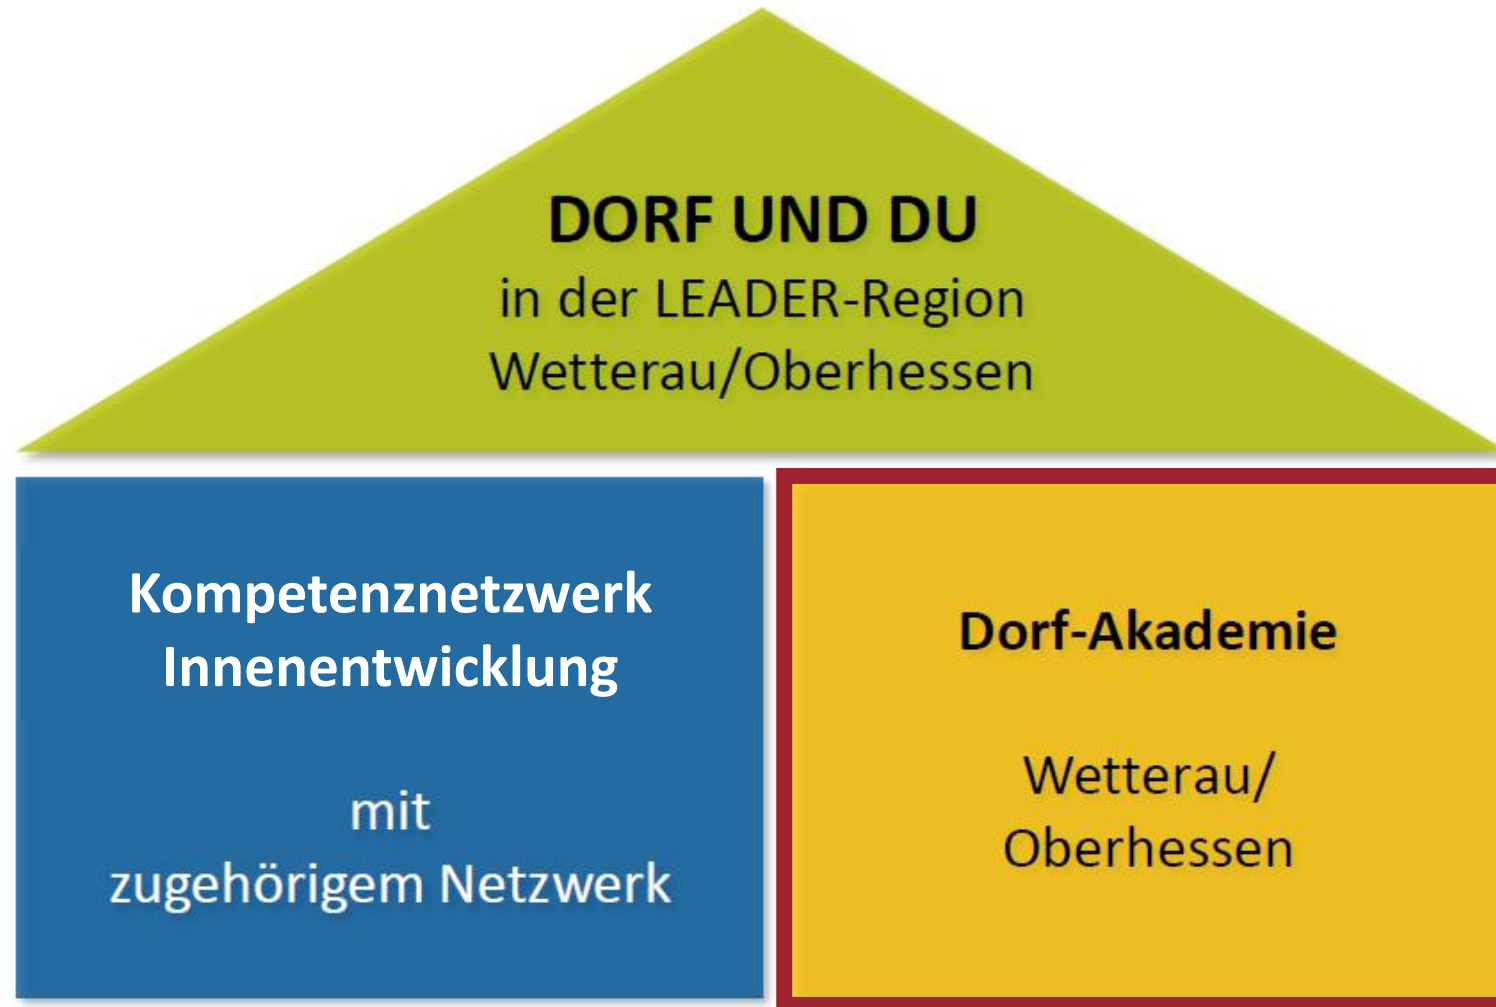 DORF UND DU
in der LEADER-Region
Wetterau/Oberhessen
Kompetenznetzwerk
Innenentwicklung
mit
zugehörigem Netzwerk
Dorf-Akademie
Wetterau/
Oberhessen